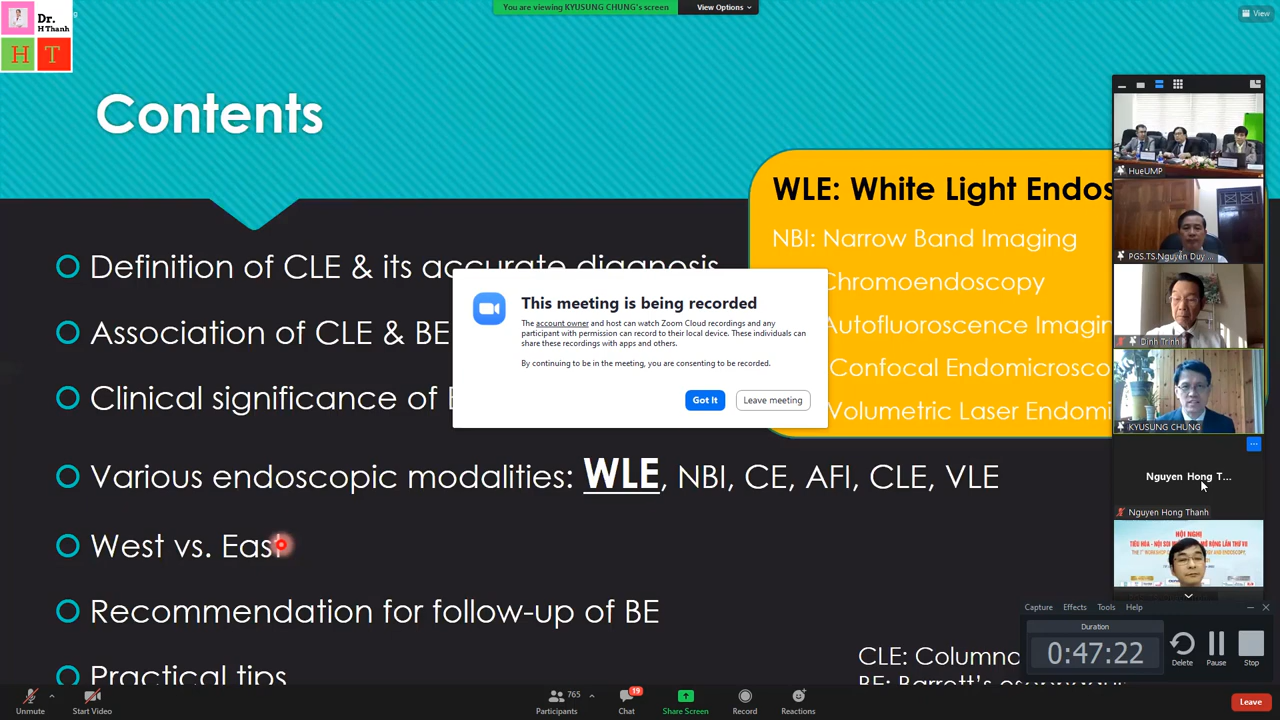 Dr.
H Thanh
H T
You are viewing KYUSUNG CHUNG's screen
View Options
View
Contents
WLE: White Light Endos
NBI: Narrow Band Imaging
Chromoendoscopy
Autofluoroscence Imagin
Confocal Endomicrosco
Volumetric Laser Endomi
Definition of CLE & its accurate diagnosis
Association of CLE & BE
Clinical significance of
Various endoscopic modalities: WLE, NBI, CE, AFI, CLE, VLE
West vs. East
Recommendation for follow-up of BE
Practical tips
CLE: Columna
BE: Barrett's esophagus
This meeting is being recorded
The account owner and host can watch Zoom Cloud recordings and any
participant with permission can record to their local device. These individuals can
share these recordings with apps and others.
By continuing to be in the meeting, you are consenting to be recorded.
Got It
Leave meeting
HueUMP
PGS.TS.Nguyễn Duy ...
Dinh Trinh
KYUSUNG CHUNG
Nguyen Hong T...
Nguyen Hong Thanh
HỘI NGHỊ
Capture Effects Tools Help
Duration
0:47:22
Delete Pause Stop
Unmute
Start Video
765
Participants
19
Chat
Share Screen
Record
Reactions
Leave